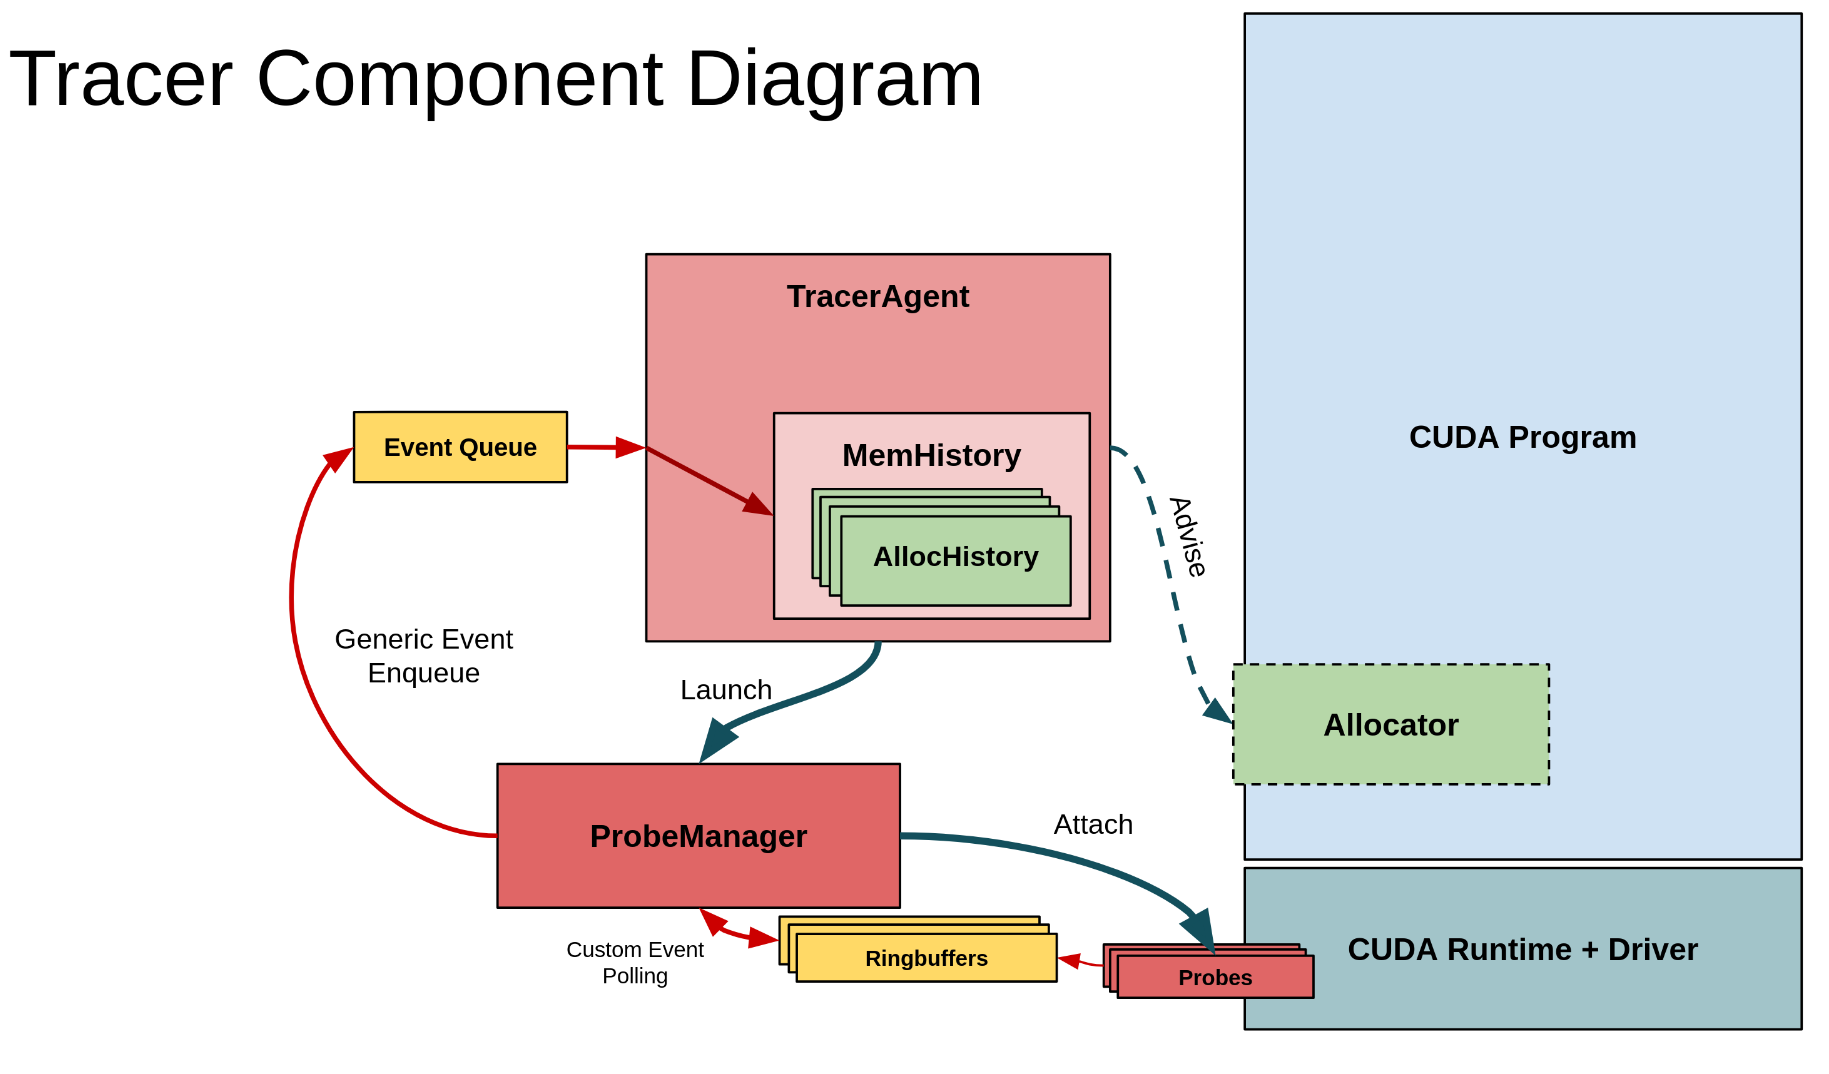 Tracer Component Diagram
TracerAgent
CUDA Program
Event Queue
MemHistory
AllocHistory
Advise
Generic Event
Enqueue
Launch
Allocator
ProbeManager
Attach
Custom Event
Polling
Ringbuffers
Probes
CUDA Runtime + Driver